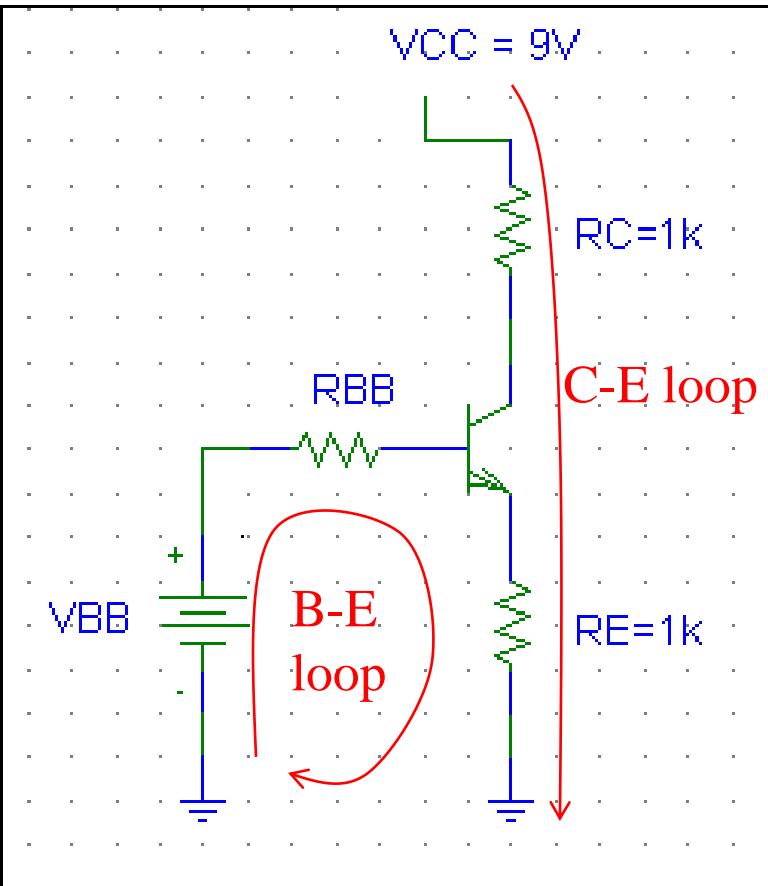 VCC = 9V
RC=1k
C-E loop
RBB
+
VBB
-
B-E
loop
RE=1k